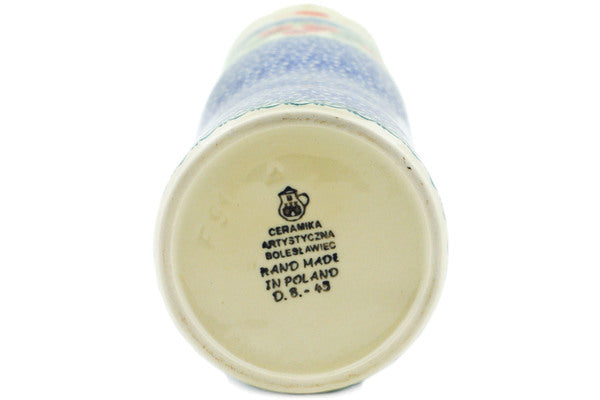 CERAMIKA
ARTYSTYCZNA
BOLESŁAWIEC
HAND MADE
IN POLAND
D.B.-43